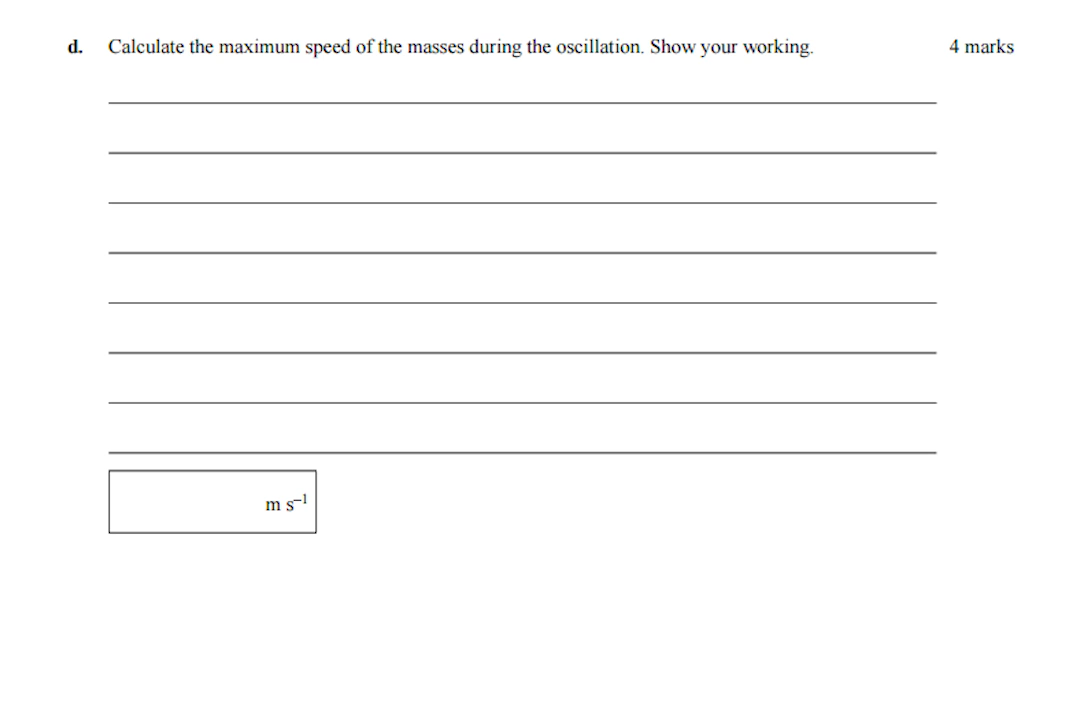 d. Calculate the maximum speed of the masses during the oscillation. Show your working. 4 marks
m s⁻¹